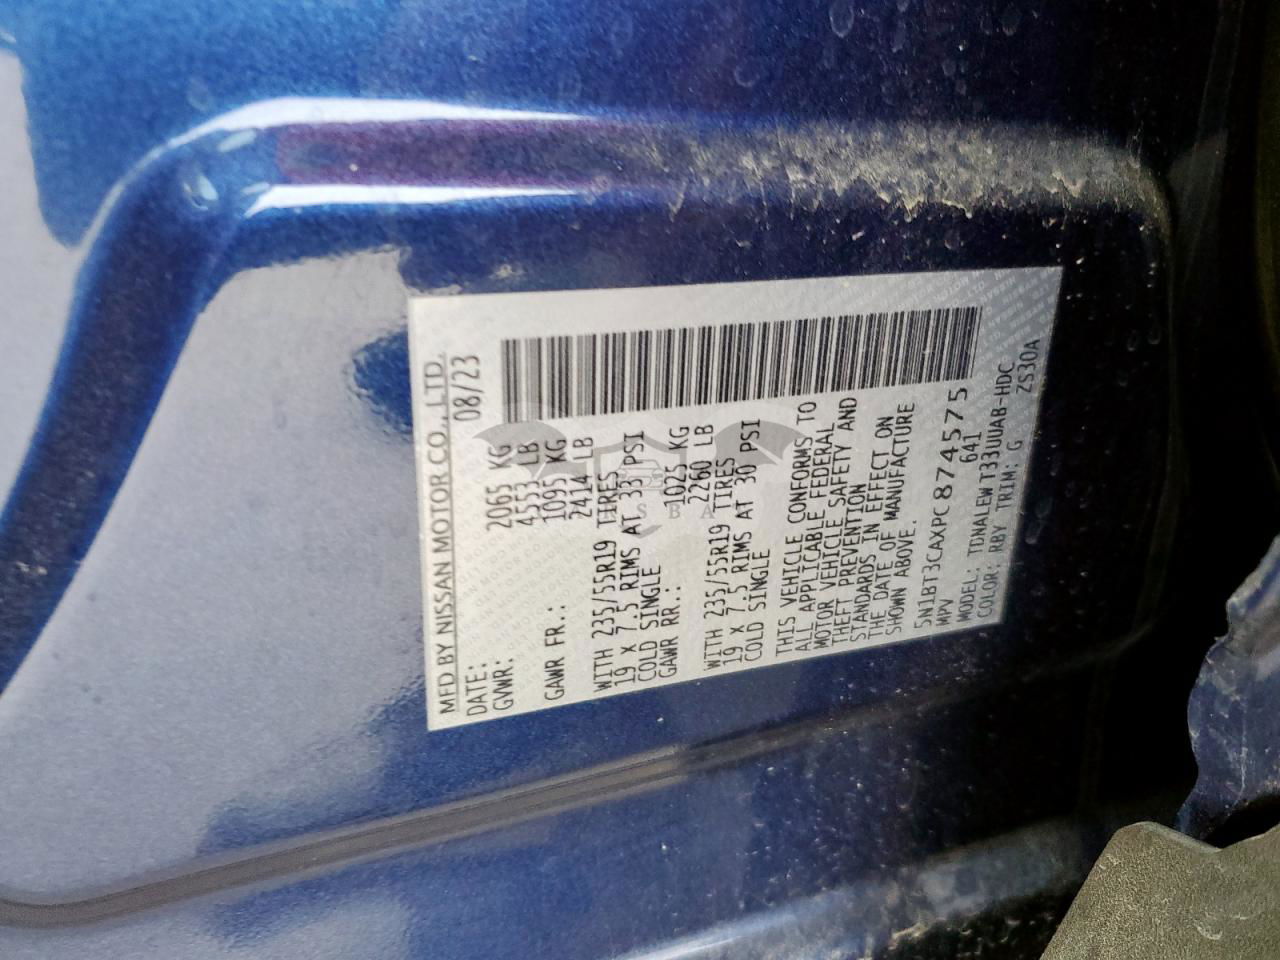 MFD BY NISSAN MOTOR CO., LTD.
DATE: 08/23
GVWR: 2065 KG
4553 LB
GAWR FR.: 1095 KG
2414 LB
WITH 235/55R19 TIRES
19 X 7.5 RIMS AT 33 PSI
COLD SINGLE
GAWR RR.: 1025 KG
2260 LB
WITH 235/55R19 TIRES
19 X 7.5 RIMS AT 30 PSI
COLD SINGLE
THIS VEHICLE CONFORMS TO
ALL APPLICABLE FEDERAL
MOTOR VEHICLE SAFETY AND
THEFT PREVENTION
STANDARDS IN EFFECT ON
THE DATE OF MANUFACTURE
SHOWN ABOVE.
5N1BT3CAXPC874575
MPV 641
MODEL: TDNALEWT33UUAB-HDC
COLOR: RBY TRIM: G ZS30A
SBA